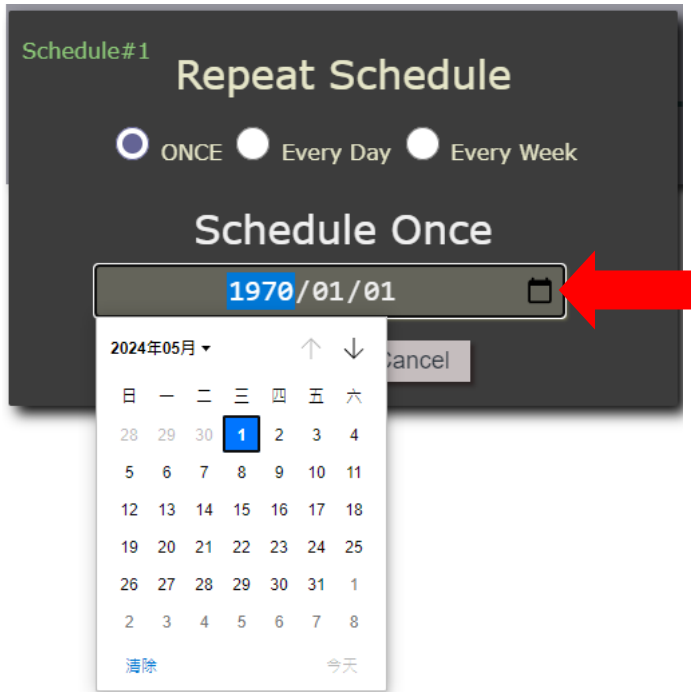 Schedule#1
Repeat Schedule
ONCE Every Day Every Week
Schedule Once
1970/01/01
2024年05月
Cancel
日 一 二 三 四 五 六
28 29 30 1 2 3 4
5 6 7 8 9 10 11
12 13 14 15 16 17 18
19 20 21 22 23 24 25
26 27 28 29 30 31 1
2 3 4 5 6 7 8
清除 今天